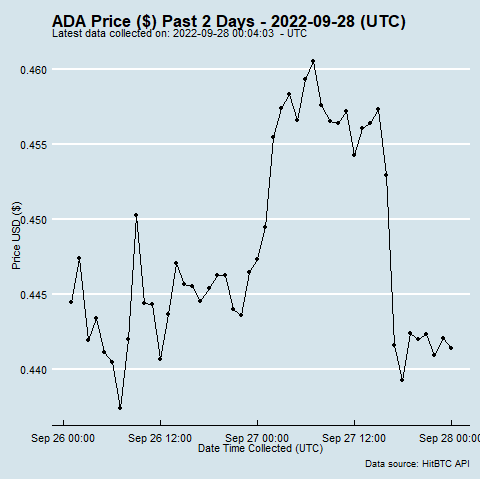 ADA Price ($) Past 2 Days - 2022-09-28 (UTC)
Latest data collected on: 2022-09-28 00:04:03  - UTC
0.460
0.455
0.450
0.445
0.440
Price USD ($)
Sep 26 00:00 Sep 26 12:00 Sep 27 00:00 Sep 27 12:00 Sep 28 00:00
Date Time Collected (UTC)
Data source: HitBTC API